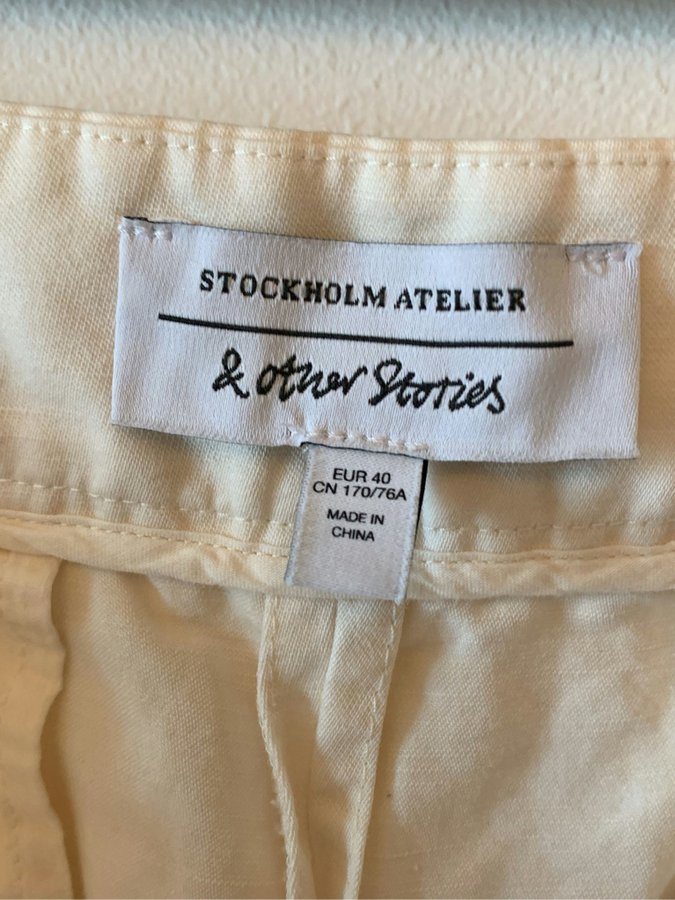 STOCKHOLM ATELIER
& other Stories
EUR 40
CN 170/76A
MADE IN
CHINA